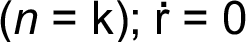 (n = k); ṙ = 0